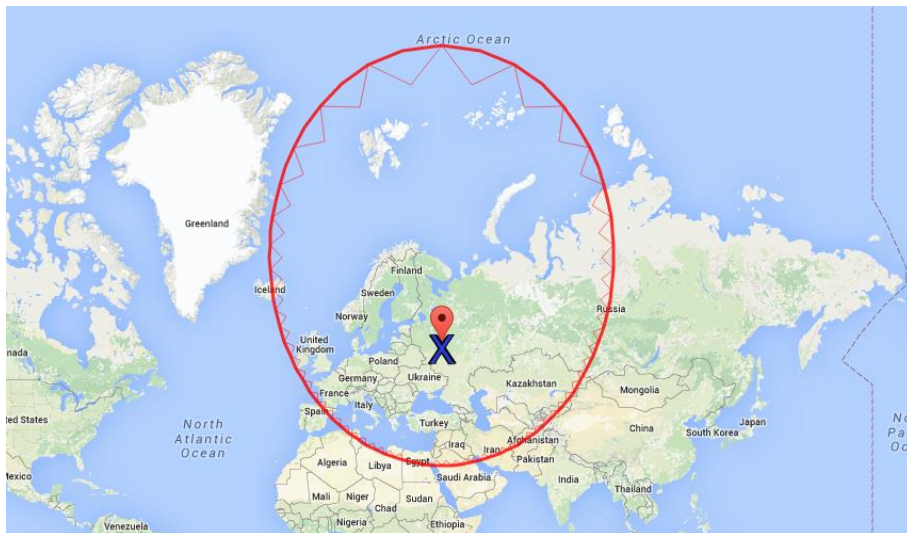 Arctic Ocean
Greenland
Iceland
Finland
Sweden
Norway
Russia
United
Kingdom
X
Poland
Germany
Ukraine
Kazakhstan
Mongolia
nada
France
Italy
Spain
Turkey
ted States
North
Atlantic
Ocean
Iraq
Iran
Afghanistan
Pakistan
China
South Korea
Japan
No
Pa
Oc
Algeria
Libya
Egypt
Saudi Arabia
India
Mexico
Mali
Niger
Chad
Sudan
Thailand
Nigeria
Ethiopia
Venezuela